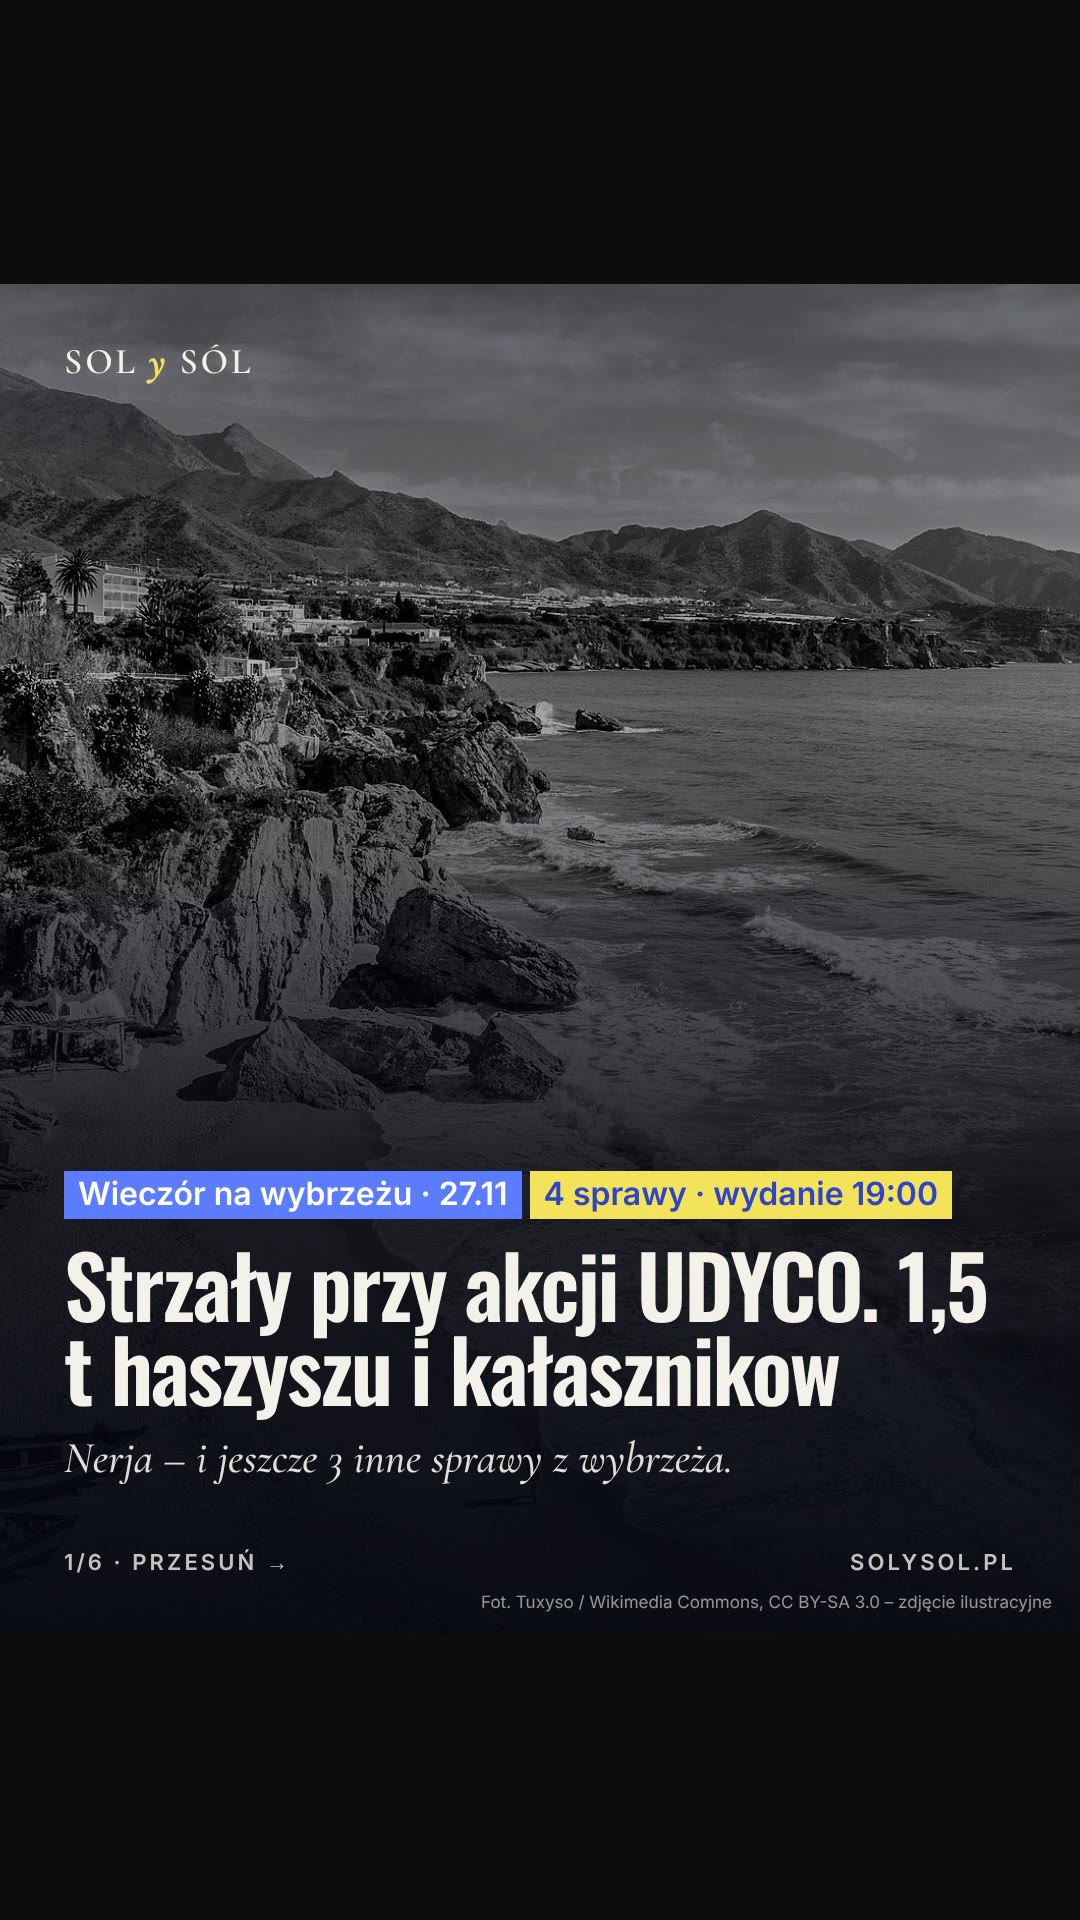 SOL y SÓL
Wieczór na wybrzeżu · 27.11
4 sprawy · wydanie 19:00
Strzały przy akcji UDYCO. 1,5
t haszyszu i kałasznikow
Nerja – i jeszcze 3 inne sprawy z wybrzeża.
1/6 · PRZESUŃ →
SOLYSOL.PL
Fot. Tuxyso / Wikimedia Commons, CC BY-SA 3.0 – zdjęcie ilustracyjne